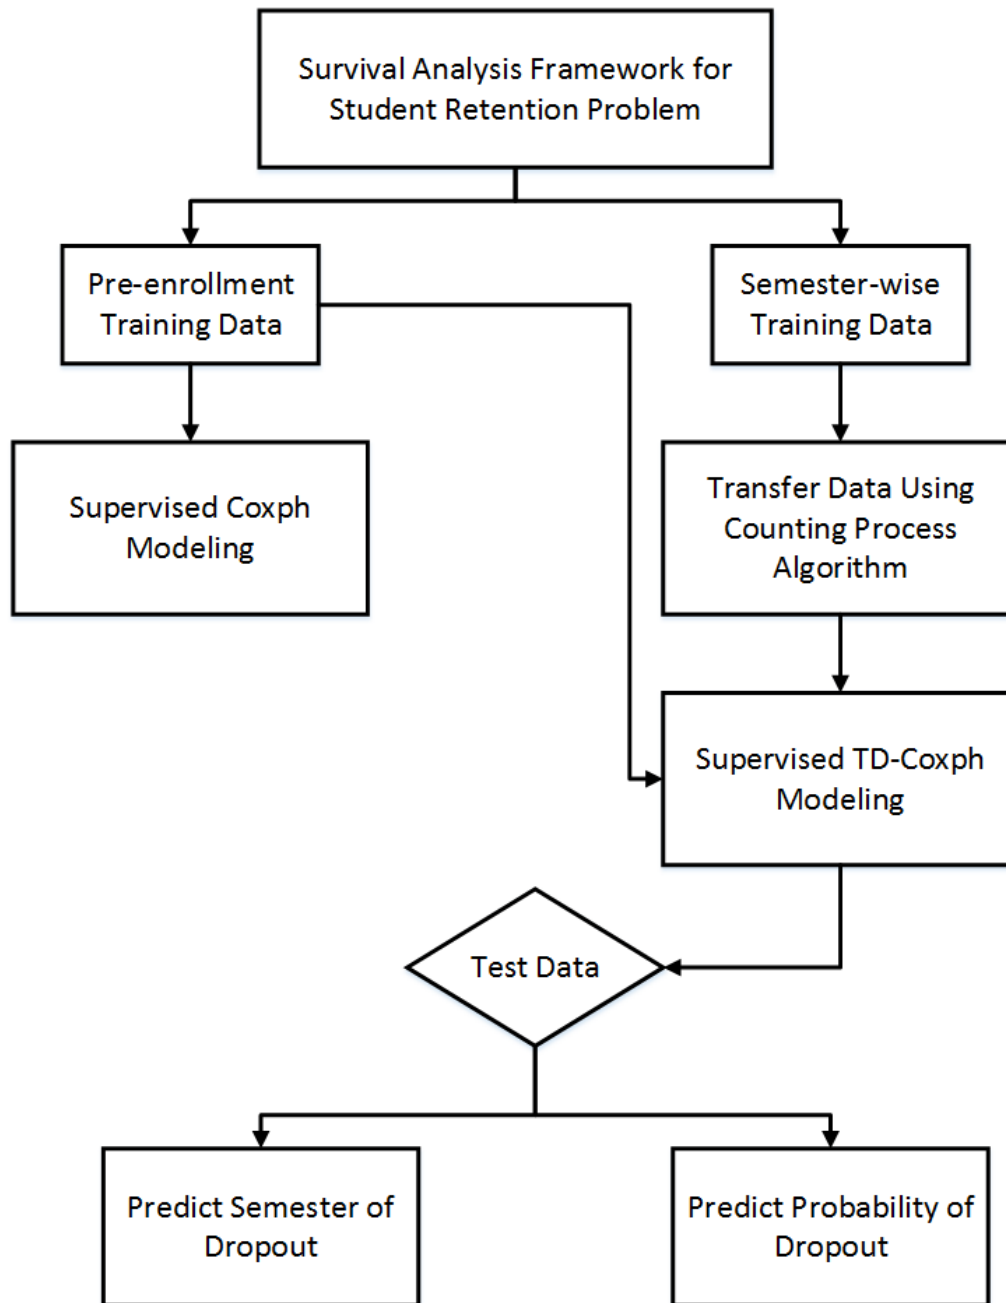 Survival Analysis Framework for
Student Retention Problem
Pre-enrollment
Training Data
Semester-wise
Training Data
Supervised Coxph
Modeling
Transfer Data Using
Counting Process
Algorithm
Supervised TD-Coxph
Modeling
Test Data
Predict Semester of
Dropout
Predict Probability of
Dropout